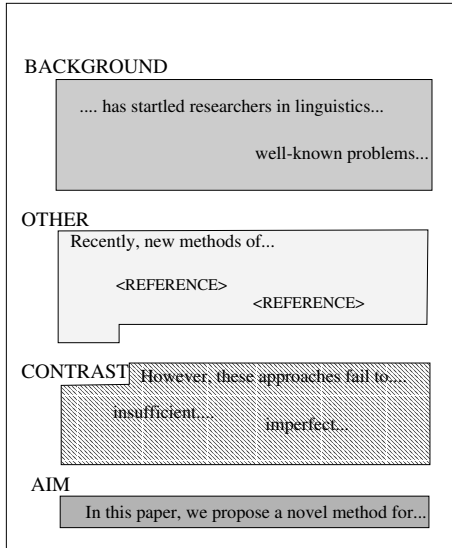 BACKGROUND
.... has startled researchers in linguistics...
well-known problems...
OTHER
Recently, new methods of...
<REFERENCE>
<REFERENCE>
CONTRAST
However, these approaches fail to....
insufficient....
imperfect...
AIM
In this paper, we propose a novel method for...